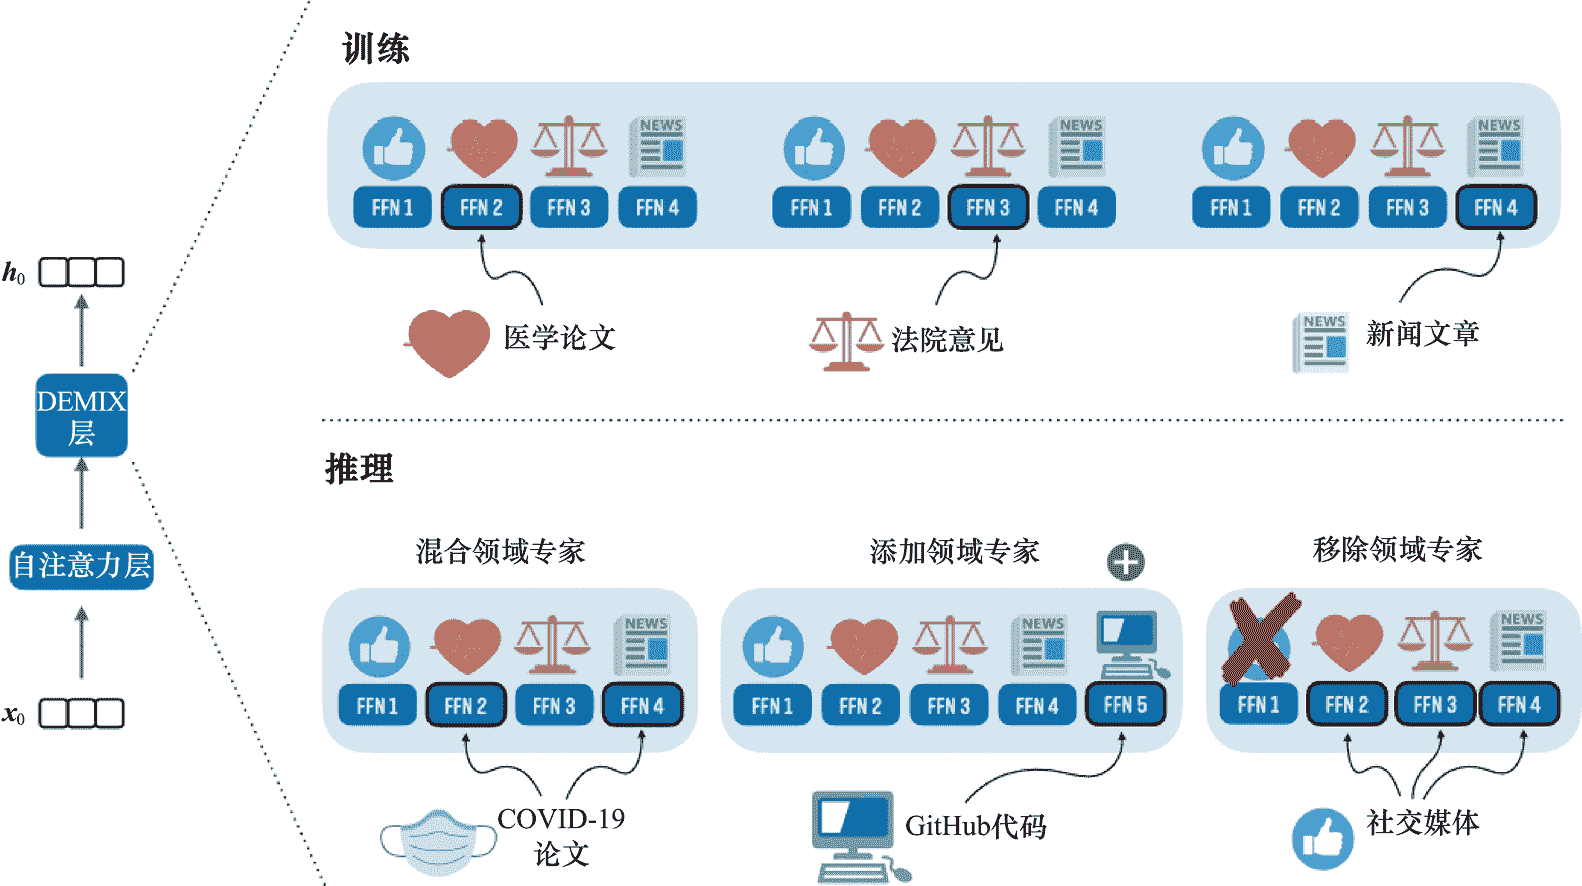 训练
NEWS
NEWS
NEWS
FFN 1
FFN 2
FFN 3
FFN 4
FFN 1
FFN 2
FFN 3
FFN 4
FFN 1
FFN 2
FFN 3
FFN 4
医学论文
法院意见
NEWS
新闻文章
h0
DEMIX
层
自注意力层
x0
推理
混合领域专家
添加领域专家
移除领域专家
NEWS
NEWS
NEWS
FFN 1
FFN 2
FFN 3
FFN 4
FFN 1
FFN 2
FFN 3
FFN 4
FFN 5
FFN 1
FFN 2
FFN 3
FFN 4
COVID-19
论文
GitHub代码
社交媒体